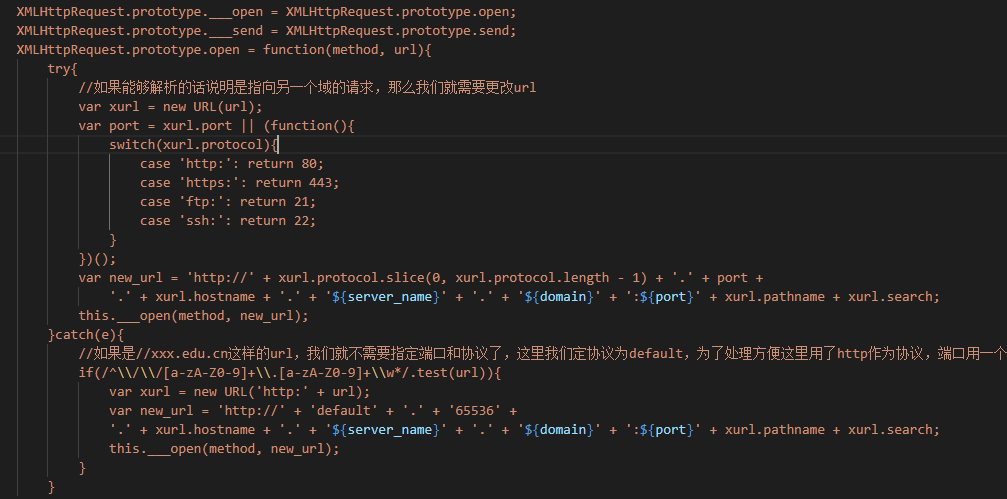 XMLHttpRequest.prototype.___open = XMLHttpRequest.prototype.open;
XMLHttpRequest.prototype.___send = XMLHttpRequest.prototype.send;
XMLHttpRequest.prototype.open = function(method, url){
    try{
        //如果能够解析的话说明是指向另一个域的请求，那么我们就需要更改url
        var xurl = new URL(url);
        var port = xurl.port || (function(){
            switch(xurl.protocol){
                case 'http:': return 80;
                case 'https:': return 443;
                case 'ftp:': return 21;
                case 'ssh:': return 22;
            }
        })();
        var new_url = 'http://' + xurl.protocol.slice(0, xurl.protocol.length - 1) + '.' + port +
            '.' + xurl.hostname + '.' + '${server_name}' + '.' + '${domain}' + ':${port}' + xurl.pathname + xurl.search;
        this.___open(method, new_url);
    }catch(e){
        //如果是//xxx.edu.cn这样的url，我们就不需要指定端口和协议了，这里我们定协议为default，为了处理方便这里用了http作为协议，端口用一个
        if(/^\\/\\/[a-zA-Z0-9]+\\.[a-zA-Z0-9]+\\w*/.test(url)){
            var xurl = new URL('http:' + url);
            var new_url = 'http://' + 'default' + '.' + '65536' +
            '.' + xurl.hostname + '.' + '${server_name}' + '.' + '${domain}' + ':${port}' + xurl.pathname + xurl.search;
            this.___open(method, new_url);
        }
    }